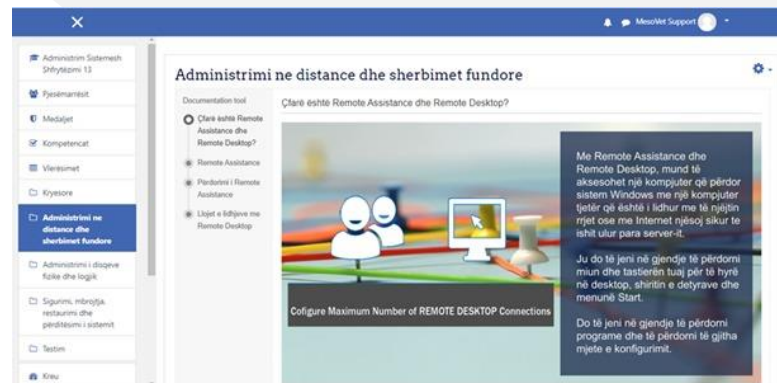 MesoVet Support
Administrim Sistemesh
Shfrytëzimi 13
Pjesëmarrësit
Medaljet
Kompetencat
Vlerësimet
Kryesore
Administrimi ne
distance dhe
sherbimet fundore
Administrimi i disqeve
fizike dhe logjik
Sigurimi, mbrojtja,
restaurimi dhe
perditësimi i sistemit
Testim
Kreu
Administrimi ne distance dhe sherbimet fundore
Documentation tool
Çfarë është Remote
Assistance dhe
Remote Desktop?
Remote Assistance
Përdorimi i Remote
Assistance
Llojet e lidhjeve me
Remote Desktop
Çfarë është Remote Assistance dhe Remote Desktop?
Cofigure Maximum Number of REMOTE DESKTOP Connections
Me Remote Assistance dhe
Remote Desktop, mund të
aksesohet një kompjuter që përdor
sistem Windows me një kompjuter
tjetër që është i lidhur me të njëjtin
rrjet ose me Internet njësoj sikur te
ishit ulur para server-it.
Ju do të jeni në gjendje të përdorni
miun dhe tastierën tuaj për të hyrë
në desktop, shiritin e detyrave dhe
menunë Start.
Do të jeni në gjendje të përdorni
programe dhe të përdorni të gjitha
mjete e konfigurimit.